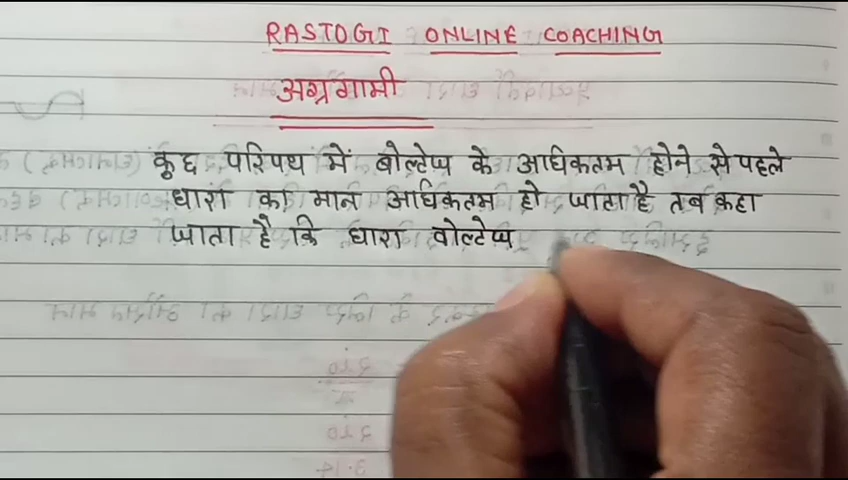 RASTOGI ONLINE COACHING
अग्रगामी
कुछ परिपथ में बोल्टेज के अधिकतम होने से पहले
धारा का मान अधिकतम हो जाता है तब कहा
जाता है कि धारा वोल्टेज